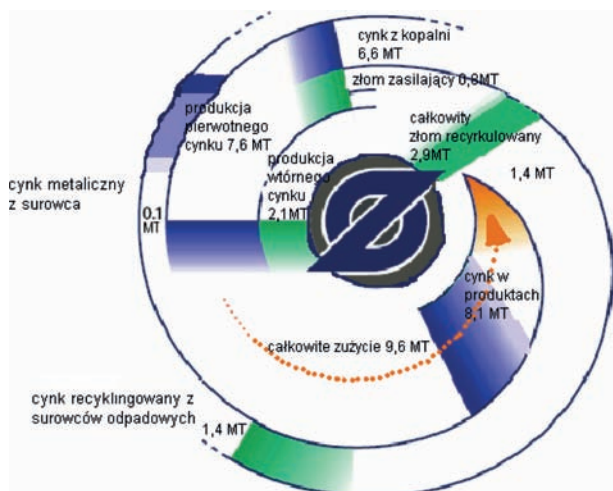 cynk z kopalni
6,6 MT
złom zasilający 0,8MT
produkcja
pierwotnego
cynku 7,6 MT
całkowity
złom recyrkulowany
2,9MT
produkcja
wtórnego
cynku
2,1MT
1,4 MT
cynk metaliczny
z surowca
0.1
MT
cynk w
produktach
8,1 MT
całkowite zużycie 9,6 MT
cynk recyklingowany z
surowców odpadowych
1,4 MT